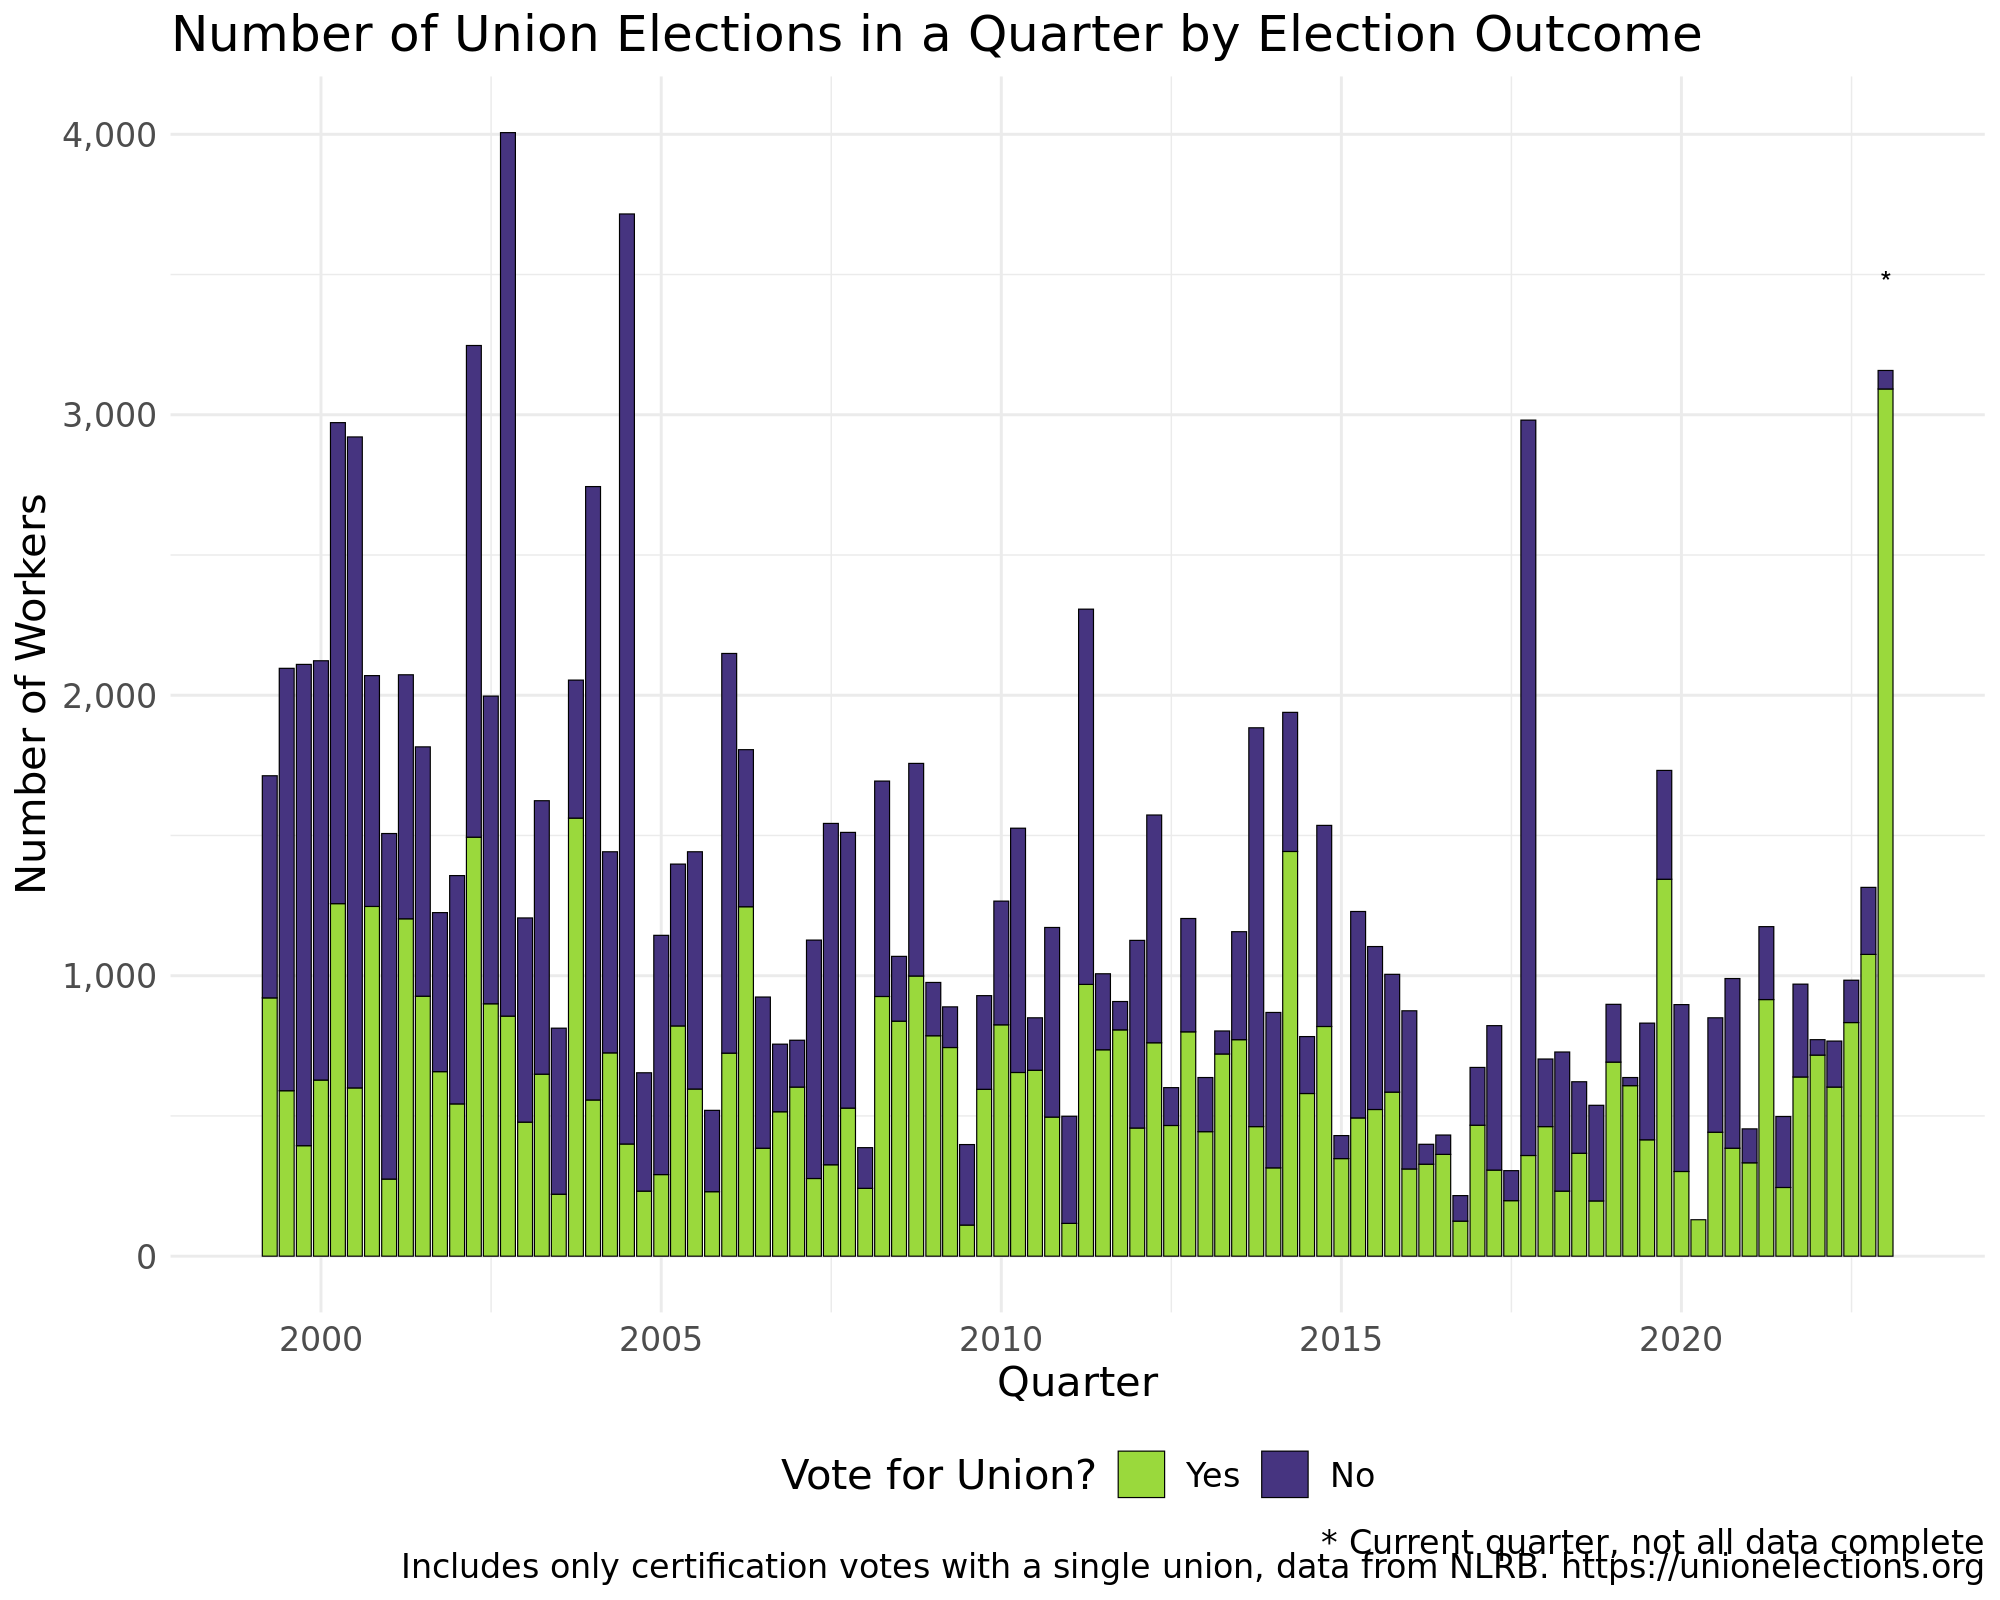 Number of Union Elections in a Quarter by Election Outcome
Number of Workers
4,000
3,000
2,000
1,000
0
*
2000 2005 2010 2015 2020
Quarter
Vote for Union? Yes No
* Current quarter, not all data complete
Includes only certification votes with a single union, data from NLRB. https://unionelections.org